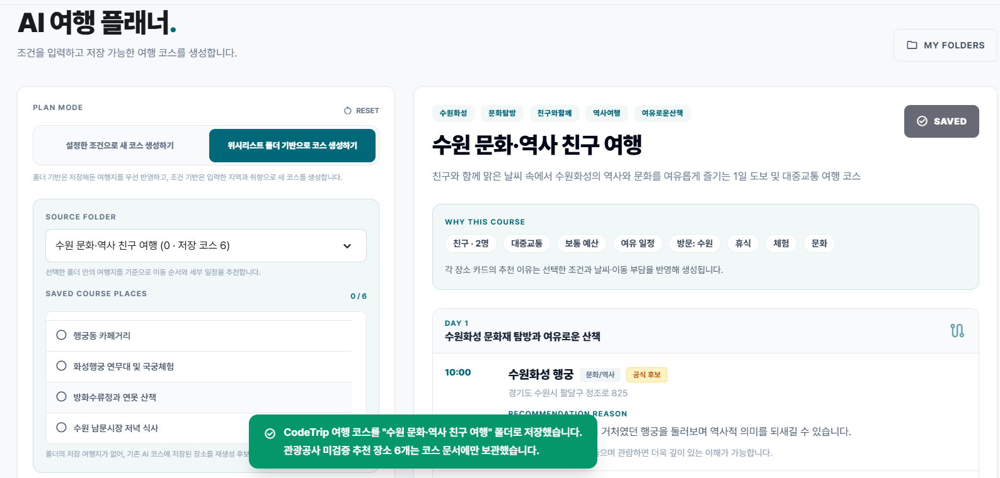 AI 여행 플래너.
조건을 입력하고 저장 가능한 여행 코스를 생성합니다.
MY FOLDERS
PLAN MODE
RESET
설정한 조건으로 새 코스 생성하기
위시리스트 폴더 기반으로 코스 생성하기
폴더 기반은 저장해둔 여행지를 우선 반영하고, 조건 기반은 입력한 지역과 취향으로 새 코스를 생성합니다.
SOURCE FOLDER
수원 문화·역사 친구 여행 (0 · 저장 코스 6)
선택한 폴더 안의 여행지를 기준으로 이동 순서와 세부 일정을 추천합니다.
SAVED COURSE PLACES
0 / 6
행궁동 카페거리
화성행궁 연무대 및 국궁체험
방화수류정과 연못 산책
수원 남문시장 저녁 식사
폴더의 저장 여행지가 없어, 기존 AI 코스에 저장된 장소를 재생성 후보
수원화성 문화탐방 친구와함께 역사여행 여유로운산책
SAVED
수원 문화·역사 친구 여행
친구와 함께 맑은 날씨 속에서 수원화성의 역사와 문화를 여유롭게 즐기는 1일 도보 및 대중교통 여행 코스
WHY THIS COURSE
친구 · 2명 대중교통 보통 예산 여유 일정 방문: 수원 휴식 체험 문화
각 장소 카드의 추천 이유는 선택한 조건과 날씨·이동 부담을 반영해 생성됩니다.
DAY 1
수원화성 문화재 탐방과 여유로운 산책
10:00
수원화성 행궁 문화/역사 공식 후보
경기도 수원시 팔달구 정조로 825
RECOMMENDATION REASON
거처였던 행궁을 둘러보며 역사적 의미를 되새길 수 있습니다.
관람하면 더욱 깊이 있는 이해가 가능합니다.
CodeTrip 여행 코스를 "수원 문화·역사 친구 여행" 폴더로 저장했습니다.
관광공사 미검증 추천 장소 6개는 코스 문서에만 보관했습니다.